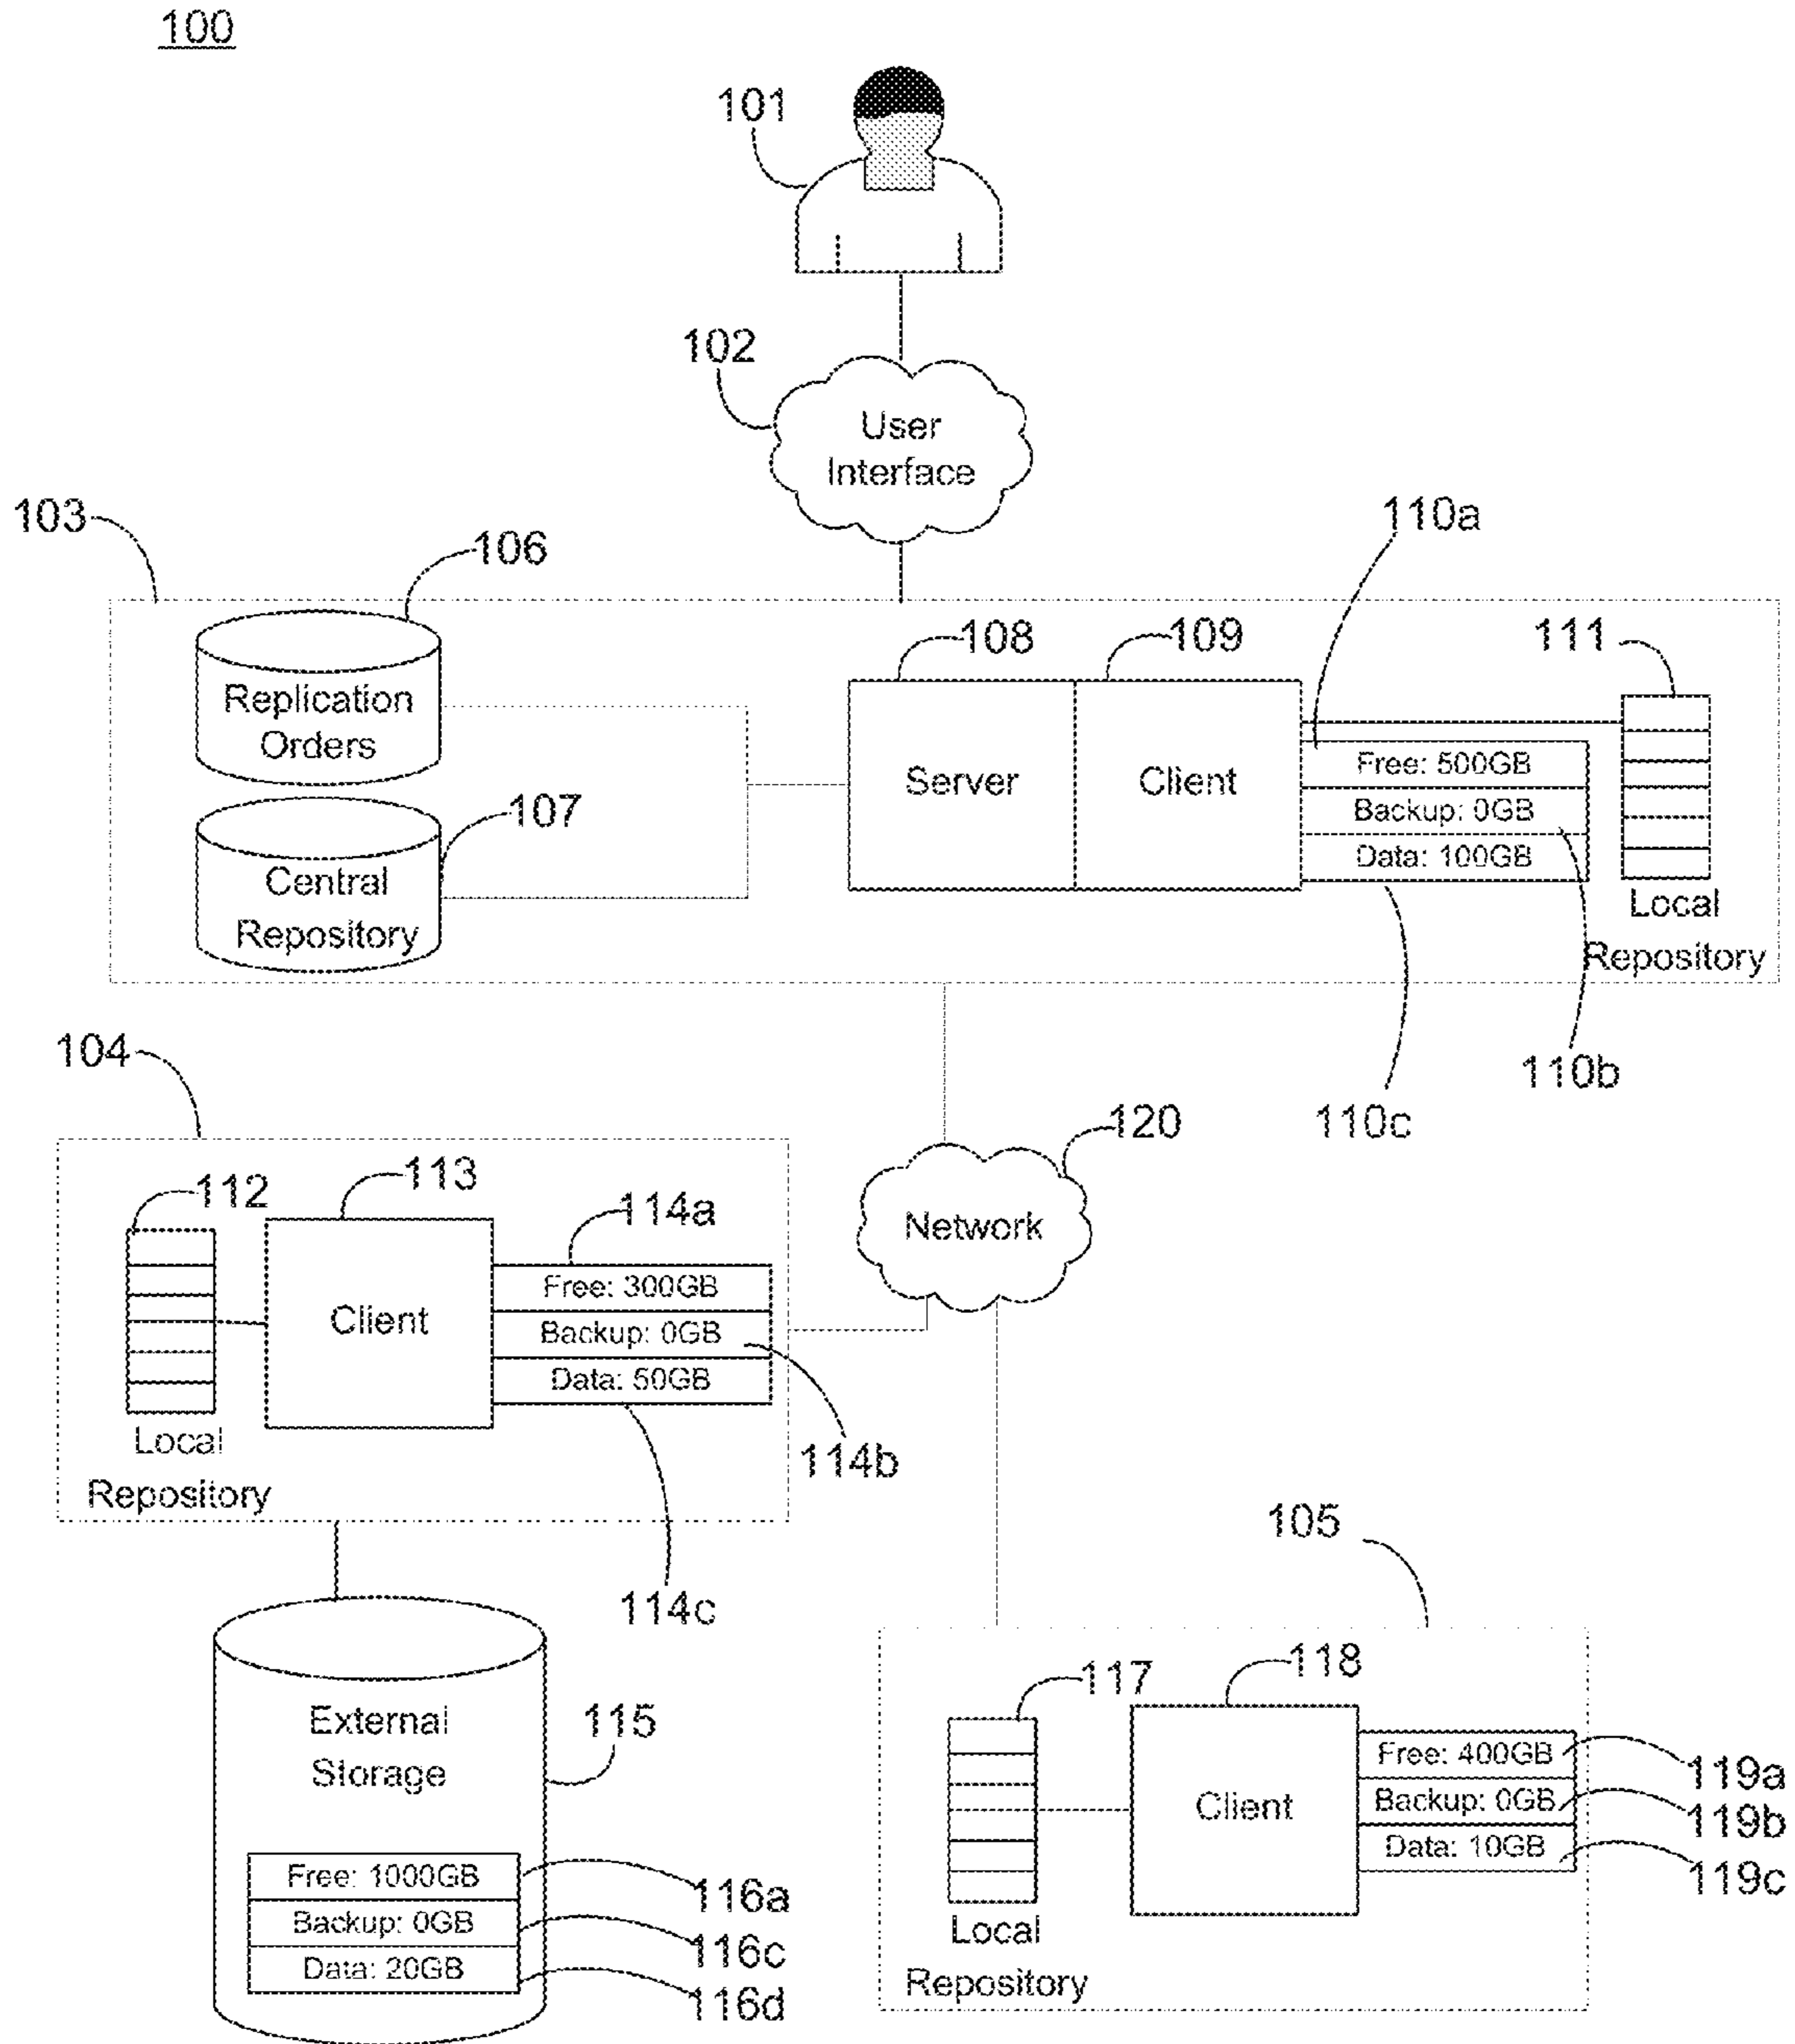 100
101
102
User
Interface
103
106
110a
108
109
111
Replication
Orders
Server
Client
Free: 500GB
Backup: 0GB
Data: 100GB
107
Central
Repository
Local
Repository
104
110b
110c
120
112
113
114a
Network
Client
Free: 300GB
Backup: 0GB
Data: 50GB
Local
Repository
114b
114c
105
External
Storage
115
117
118
Free: 1000GB
Backup: 0GB
Data: 20GB
116a
116c
116d
Client
Free: 400GB
Backup: 0GB
Data: 10GB
119a
119b
119c
Local
Repository